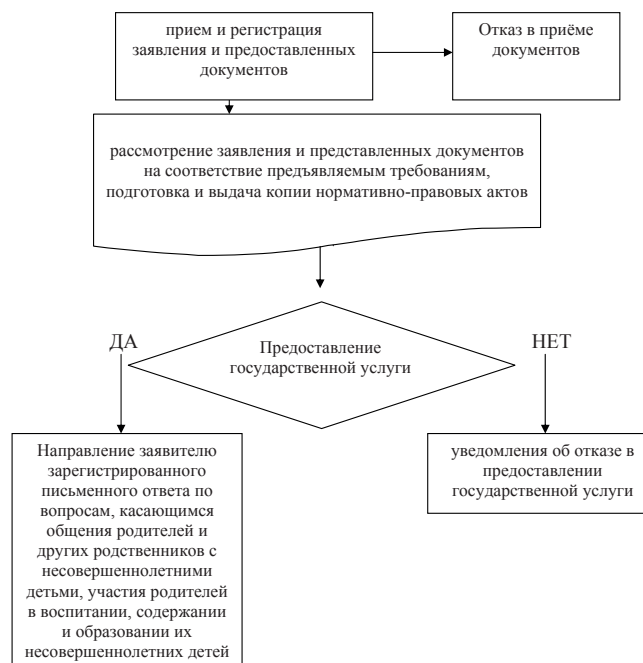 прием и регистрация
заявления и предоставленных
документов
Отказ в приёме
документов
рассмотрение заявления и представленных документов
на соответствие предъявляемым требованиям,
подготовка и выдача копии нормативно-правовых актов
ДА
Предоставление
государственной услуги
НЕТ
Направление заявителю
зарегистрированного
письменного ответа по
вопросам, касающимся
общения родителей и
других родственников с
несовершеннолетними
детьми, участия родителей
в воспитании, содержании
и образовании их
несовершеннолетних детей
уведомления об отказе в
предоставлении
государственной услуги